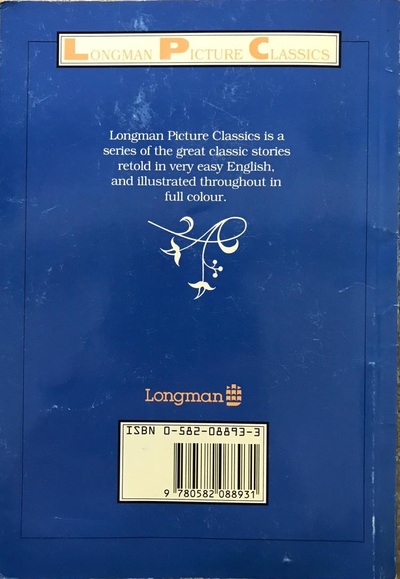 LONGMAN PICTURE CLASSICS
Longman Picture Classics is a
series of the great classic stories
retold in very easy English,
and illustrated throughout in
full colour.
Longman
ISBN 0-582-08893-3
9 780582 088931